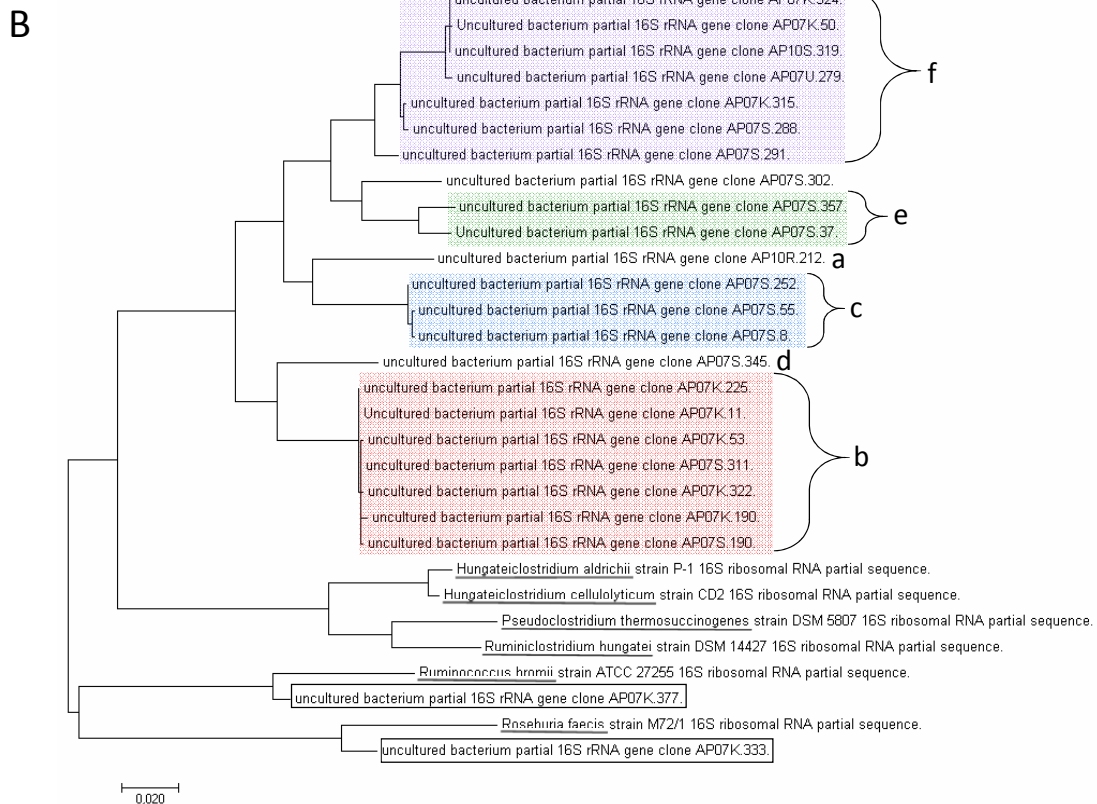 B
uncultured bacterium partial 16S rRNA gene clone AP07K.324.
Uncultured bacterium partial 16S rRNA gene clone AP07K.50.
uncultured bacterium partial 16S rRNA gene clone AP10S.319.
uncultured bacterium partial 16S rRNA gene clone AP07U.279.
f
uncultured bacterium partial 16S rRNA gene clone AP07K.315.
uncultured bacterium partial 16S rRNA gene clone AP07S.288.
uncultured bacterium partial 16S rRNA gene clone AP07S.291.
uncultured bacterium partial 16S rRNA gene clone AP07S.302.
uncultured bacterium partial 16S rRNA gene clone AP07S.357.
e
Uncultured bacterium partial 16S rRNA gene clone AP07S.37.
uncultured bacterium partial 16S rRNA gene clone AP10R.212. a
uncultured bacterium partial 16S rRNA gene clone AP07S.252.
uncultured bacterium partial 16S rRNA gene clone AP07S.55. c
uncultured bacterium partial 16S rRNA gene clone AP07S.8.
uncultured bacterium partial 16S rRNA gene clone AP07S.345. d
uncultured bacterium partial 16S rRNA gene clone AP07K.225.
Uncultured bacterium partial 16S rRNA gene clone AP07K.11.
uncultured bacterium partial 16S rRNA gene clone AP07K.53.
uncultured bacterium partial 16S rRNA gene clone AP07S.311. b
uncultured bacterium partial 16S rRNA gene clone AP07K.322.
uncultured bacterium partial 16S rRNA gene clone AP07K.190.
uncultured bacterium partial 16S rRNA gene clone AP07S.190.
Hungateiclostridium aldrichii strain P-1 16S ribosomal RNA partial sequence.
Hungateiclostridium cellulolyticum strain CD2 16S ribosomal RNA partial sequence.
Pseudoclostridium thermosuccinogenes strain DSM 5807 16S ribosomal RNA partial sequence.
Ruminiclostridium hungatei strain DSM 14427 16S ribosomal RNA partial sequence.
Ruminococcus bromii strain ATCC 27255 16S ribosomal RNA partial sequence.
uncultured bacterium partial 16S rRNA gene clone AP07K.377.
Roseburia faecis strain M72/1 16S ribosomal RNA partial sequence.
uncultured bacterium partial 16S rRNA gene clone AP07K.333.
0.020